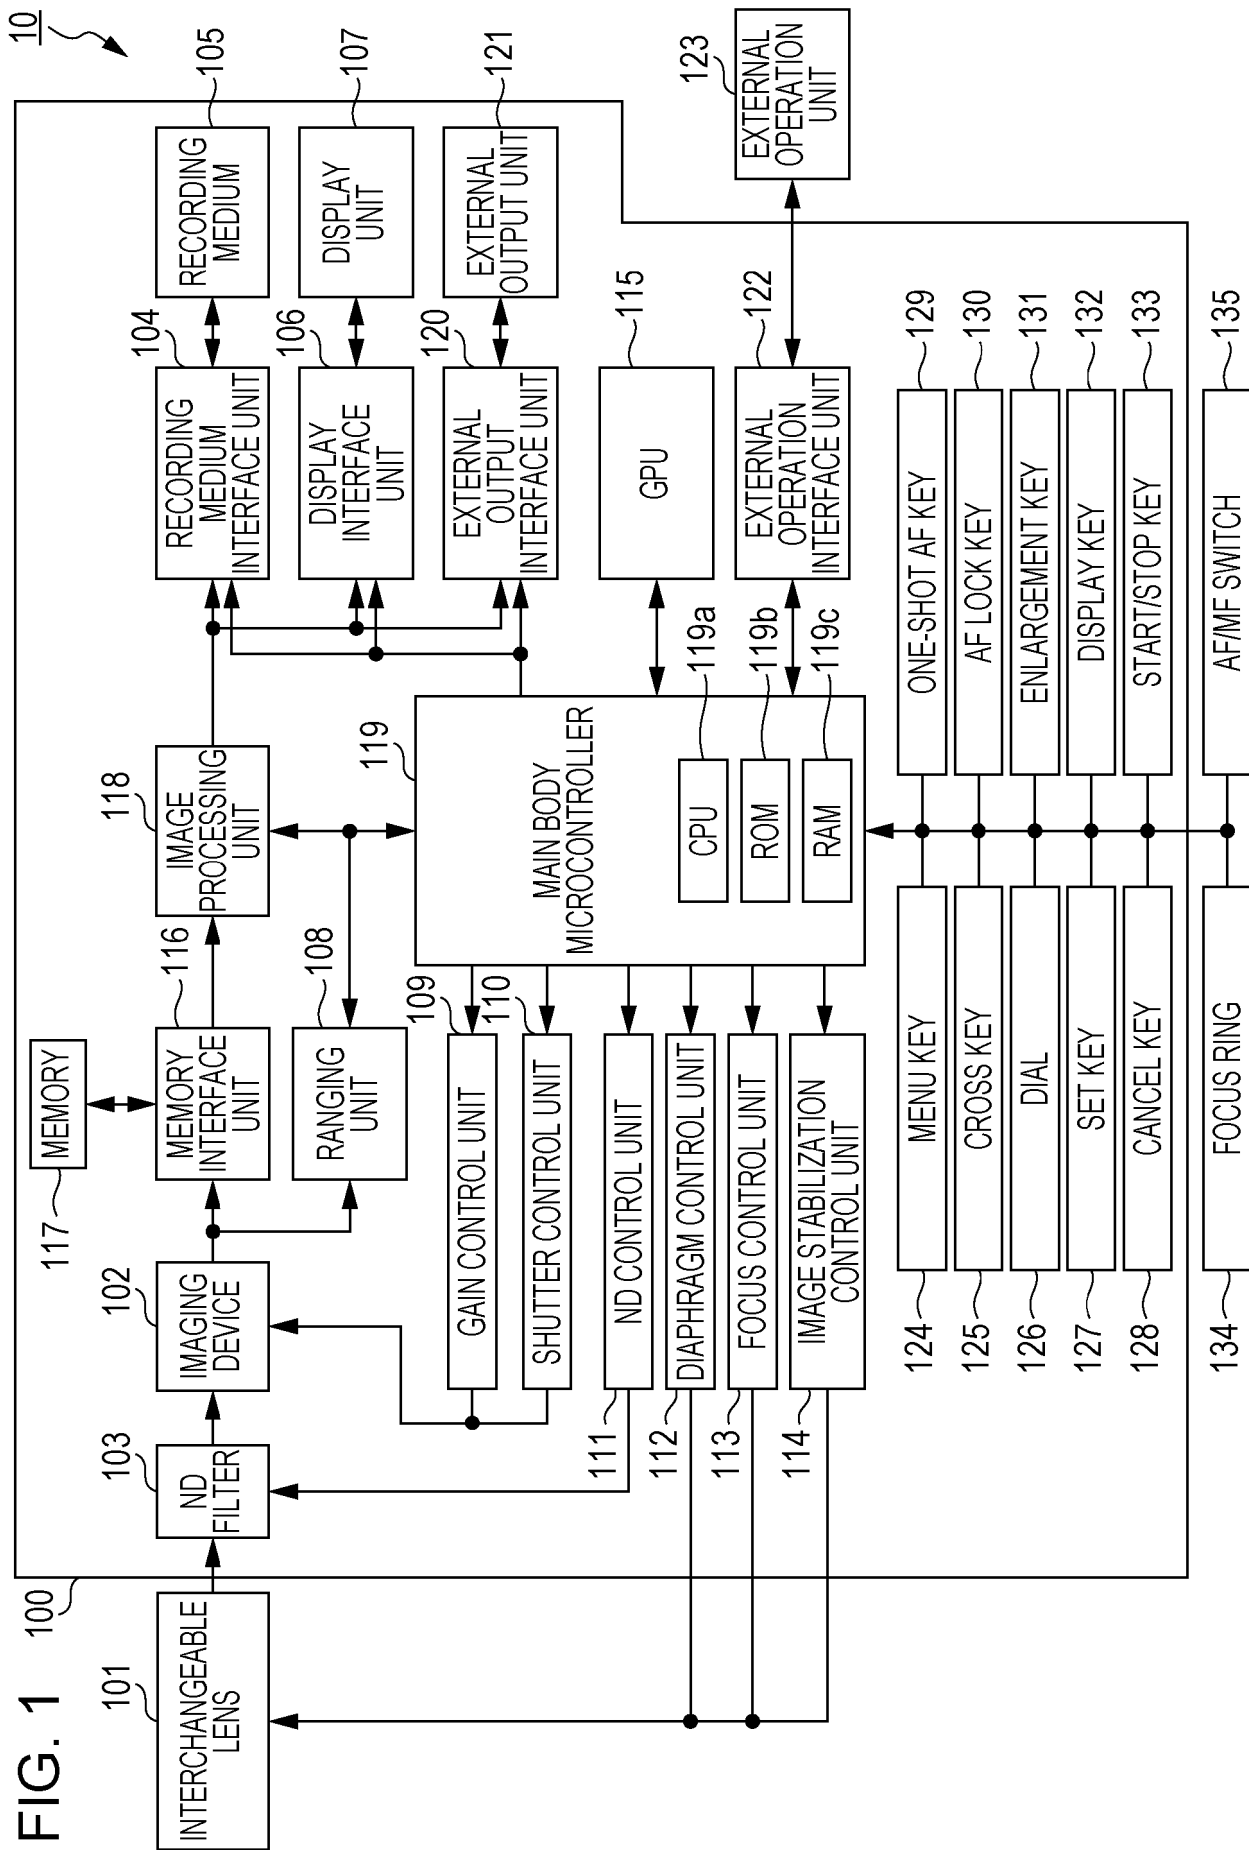 FIG. 1
10
100
101
INTERCHANGEABLE
LENS
103
ND
FILTER
102
IMAGING
DEVICE
117
MEMORY
116
MEMORY
INTERFACE
UNIT
108
RANGING
UNIT
118
IMAGE
PROCESSING
UNIT
104
RECORDING
MEDIUM
INTERFACE UNIT
105
RECORDING
MEDIUM
106
DISPLAY
INTERFACE
UNIT
107
DISPLAY
UNIT
120
EXTERNAL
OUTPUT
INTERFACE UNIT
121
EXTERNAL
OUTPUT UNIT
109
GAIN CONTROL UNIT
110
SHUTTER CONTROL UNIT
111
ND CONTROL UNIT
112
DIAPHRAGM CONTROL UNIT
113
FOCUS CONTROL UNIT
114
IMAGE STABILIZATION
CONTROL UNIT
119
MAIN BODY
MICROCONTROLLER
119a
CPU
119b
ROM
119c
RAM
115
GPU
122
EXTERNAL
OPERATION
INTERFACE UNIT
123
EXTERNAL
OPERATION
UNIT
124
MENU KEY
125
CROSS KEY
126
DIAL
127
SET KEY
128
CANCEL KEY
134
FOCUS RING
129
ONE-SHOT AF KEY
130
AF LOCK KEY
131
ENLARGEMENT KEY
132
DISPLAY KEY
133
START/STOP KEY
135
AF/MF SWITCH